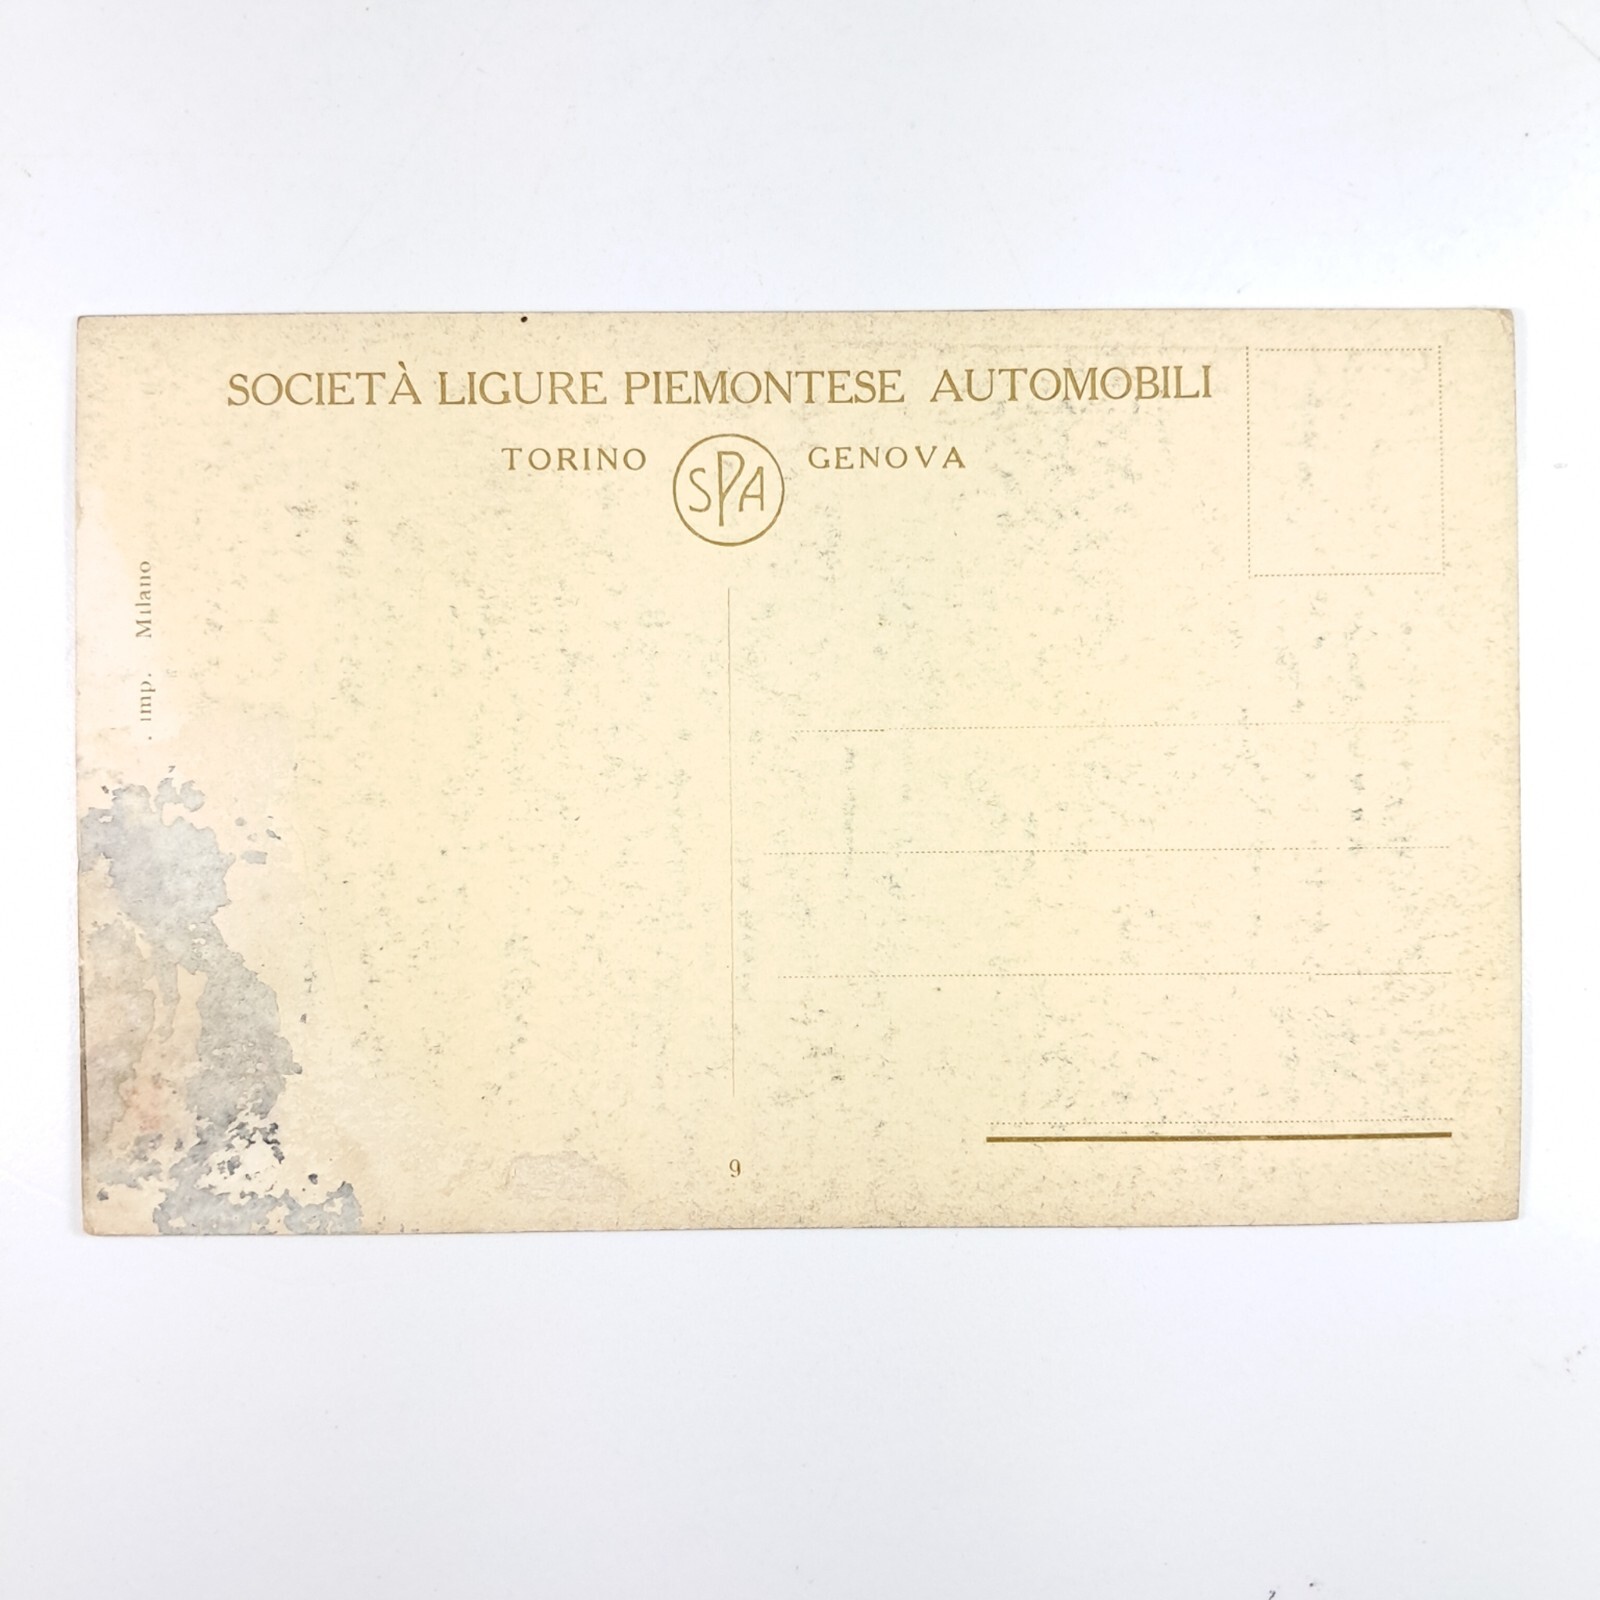 SOCIETÀ LIGURE PIEMONTESE AUTOMOBILI
TORINO SPA GENOVA
imp. Milano
9